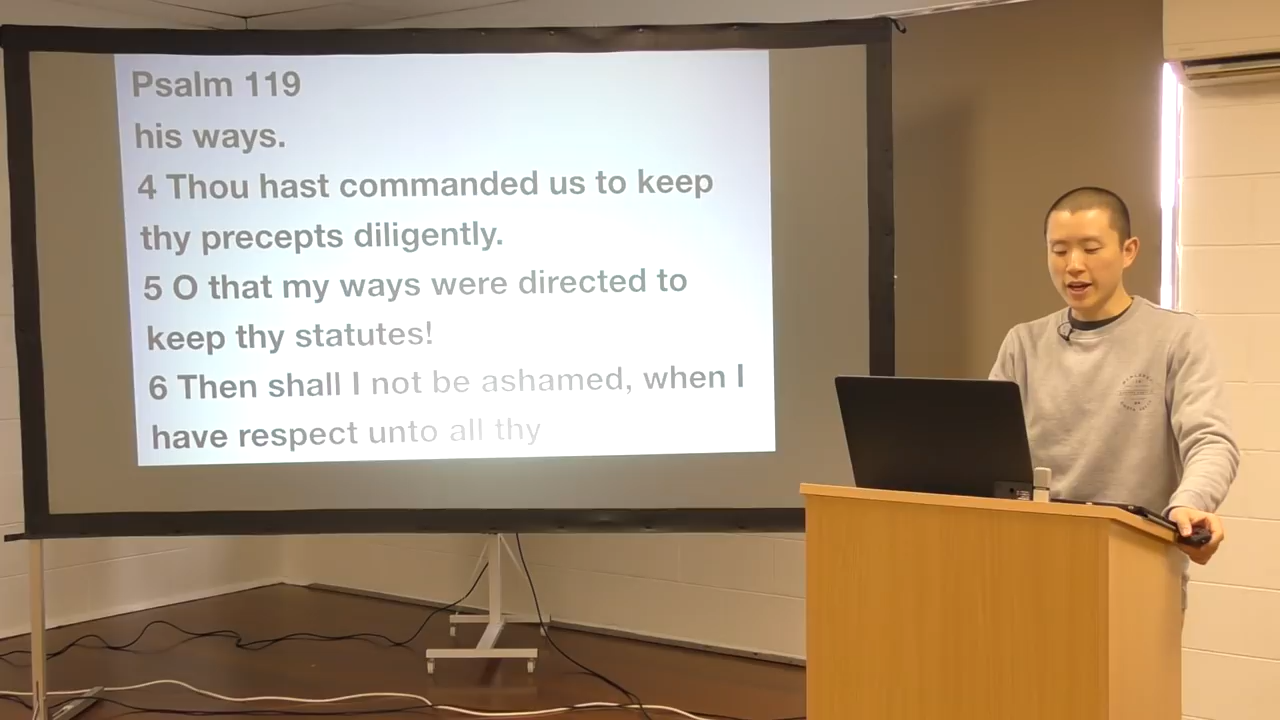 Psalm 119
his ways.
4 Thou hast commanded us to keep
thy precepts diligently.
5 O that my ways were directed to
keep thy statutes!
6 Then shall I not be ashamed, when I
have respect unto all thy